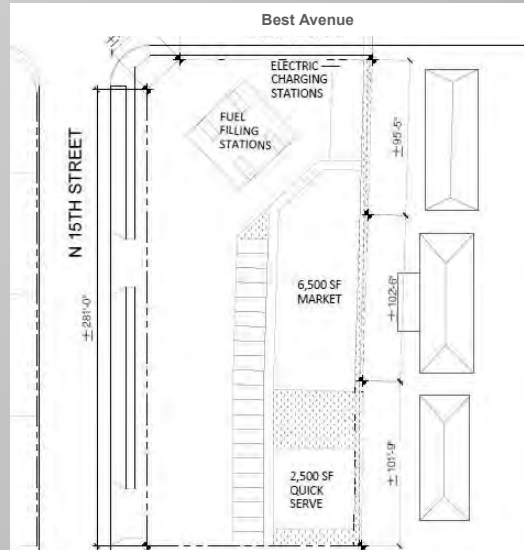 Best Avenue
ELECTRIC
CHARGING
STATIONS
FUEL
FILLING
STATIONS
±95'-5"
N 15TH STREET
6,500 SF
MARKET
±102'-6"
±281'-0"
2,500 SF
QUICK
SERVE
±101'-9"